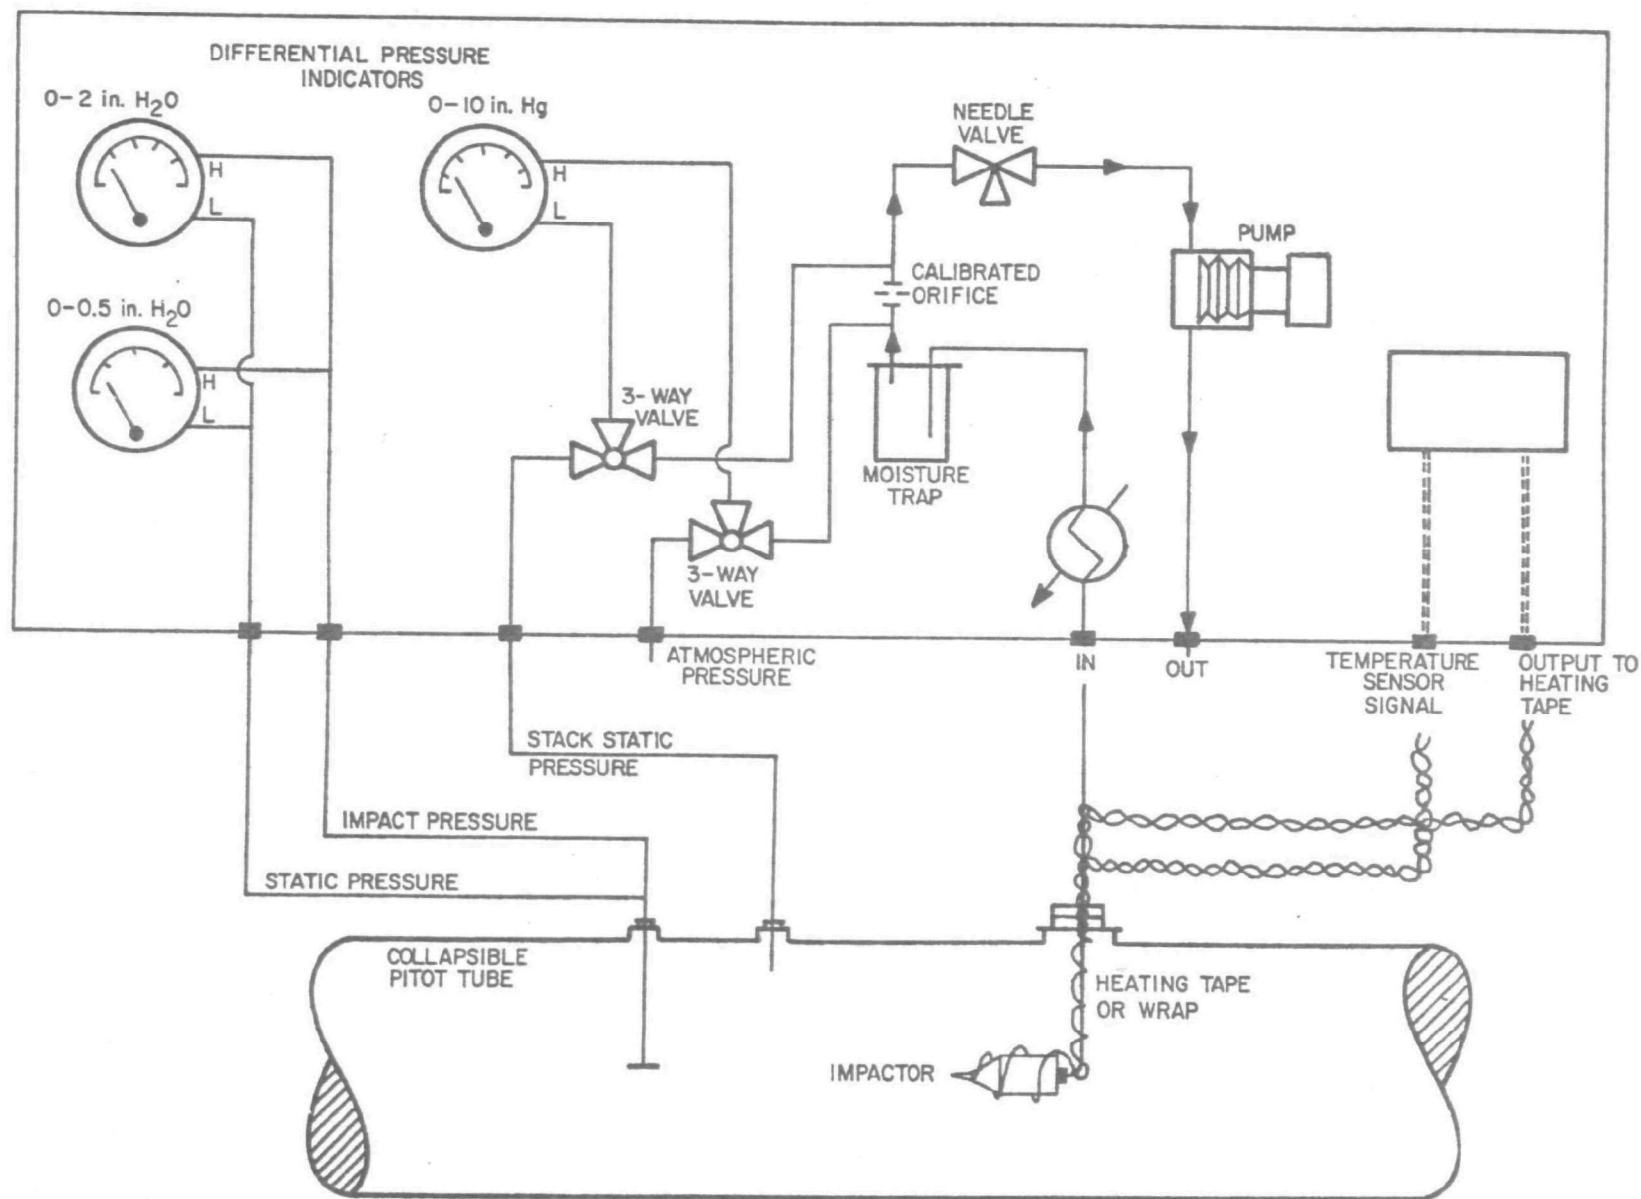 DIFFERENTIAL PRESSURE
INDICATORS
0-2 in. H2O
H
L
0-10 in. Hg
H
L
0-0.5 in. H2O
H
L
NEEDLE
VALVE
PUMP
CALIBRATED
ORIFICE
3-WAY
VALVE
MOISTURE
TRAP
3-WAY
VALVE
ATMOSPHERIC
PRESSURE
IN
OUT
TEMPERATURE
SENSOR
SIGNAL
OUTPUT TO
HEATING
TAPE
STACK STATIC
PRESSURE
IMPACT PRESSURE
STATIC PRESSURE
COLLAPSIBLE
PITOT TUBE
HEATING TAPE
OR WRAP
IMPACTOR